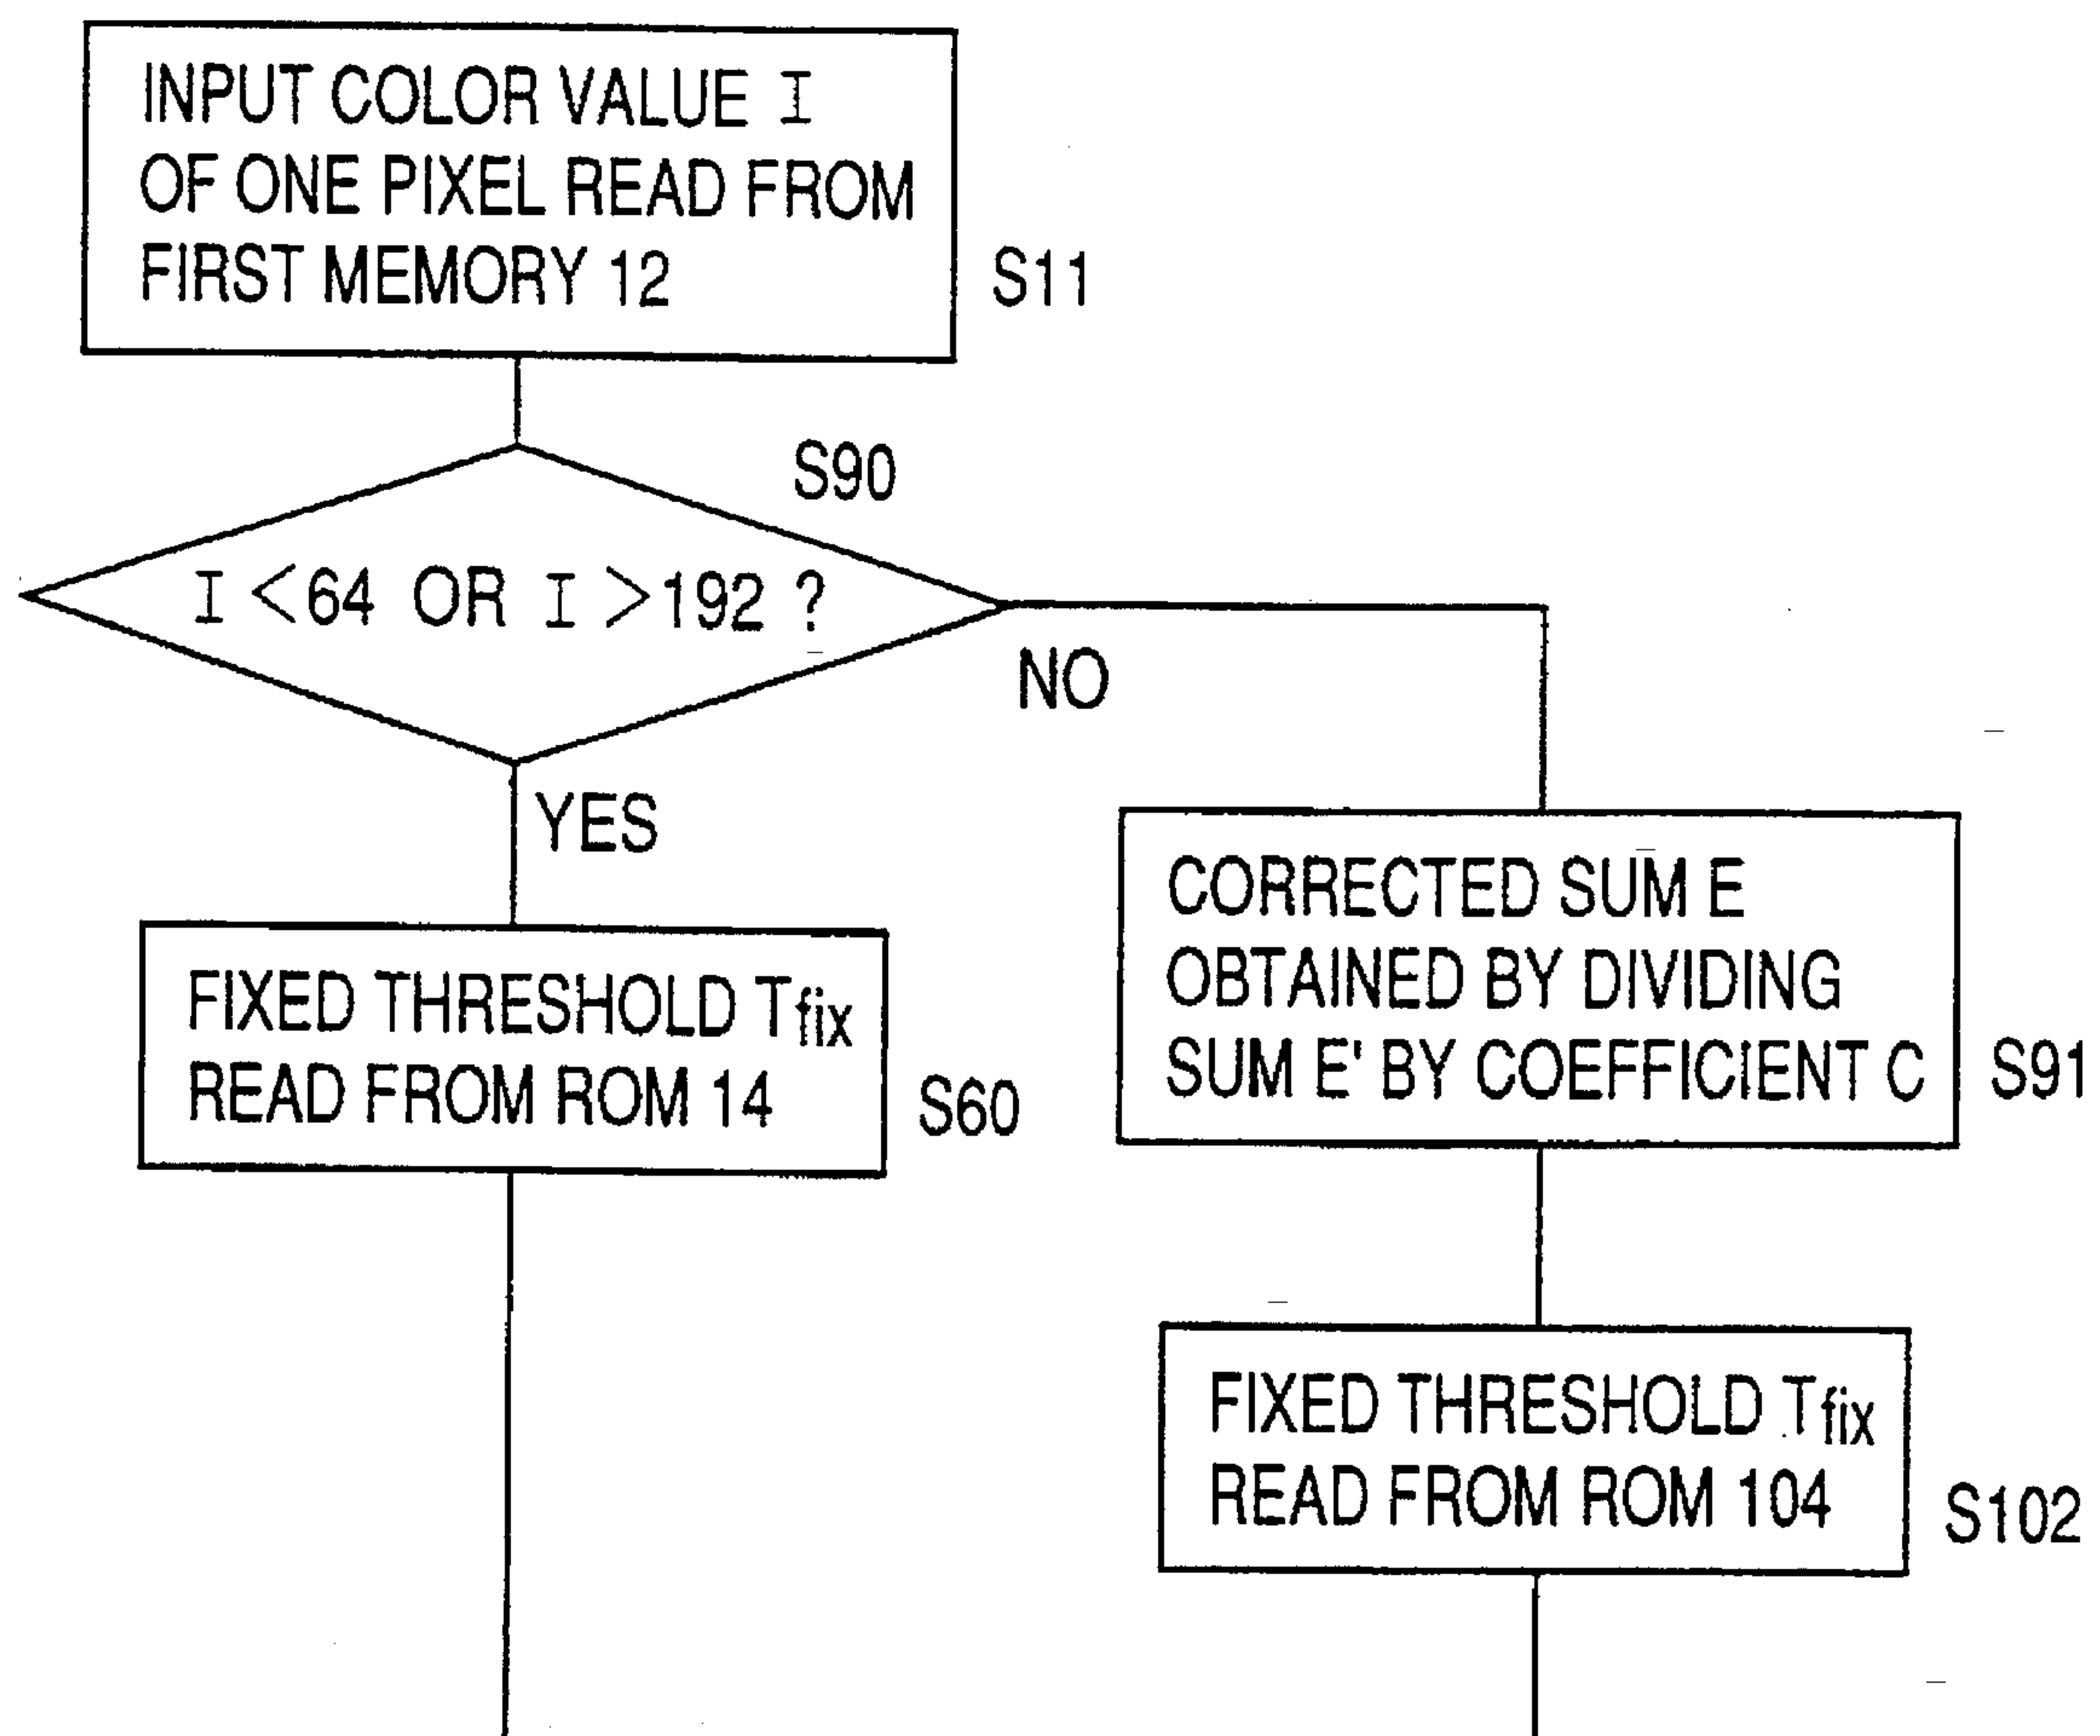 INPUT COLOR VALUE I
OF ONE PIXEL READ FROM
FIRST MEMORY 12
S11
S90
I <64 OR I >192 ?
NO
YES
CORRECTED SUM E
OBTAINED BY DIVIDING
SUM E' BY COEFFICIENT C
S91
FIXED THRESHOLD Tfix
READ FROM ROM 14
S60
FIXED THRESHOLD Tfix
READ FROM ROM 104
S102